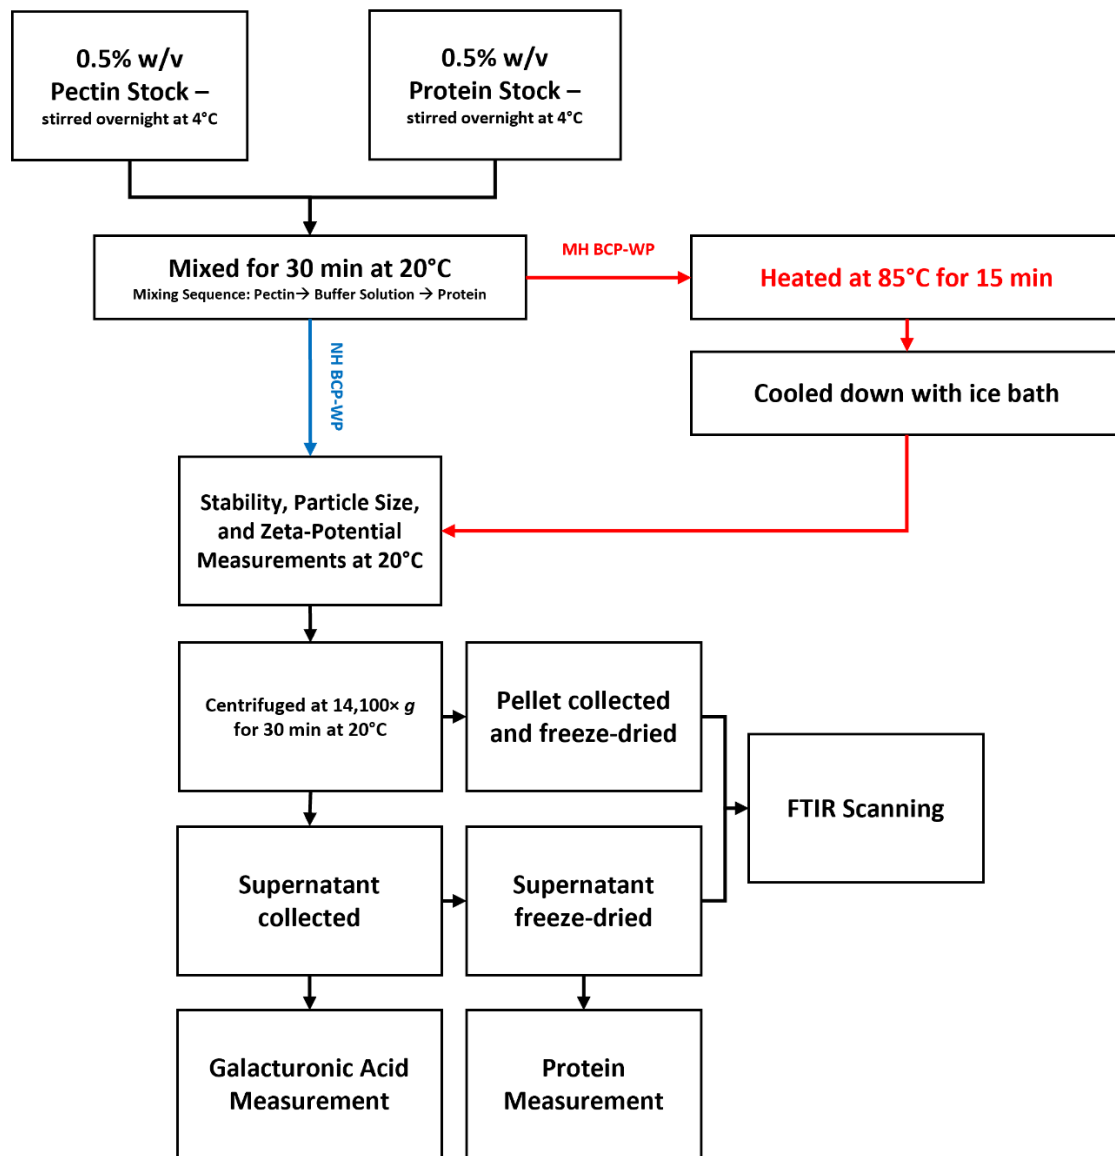 0.5% w/v
Pectin Stock –
stirred overnight at 4°C
0.5% w/v
Protein Stock –
stirred overnight at 4°C
Mixed for 30 min at 20°C
Mixing Sequence: Pectin→ Buffer Solution → Protein
MH BCP-WP
Heated at 85°C for 15 min
NH BCP-WP
Cooled down with ice bath
Stability, Particle Size,
and Zeta-Potential
Measurements at 20°C
Centrifuged at 14,100× g
for 30 min at 20°C
Pellet collected
and freeze-dried
FTIR Scanning
Supernatant
collected
Supernatant
freeze-dried
Galacturonic Acid
Measurement
Protein
Measurement